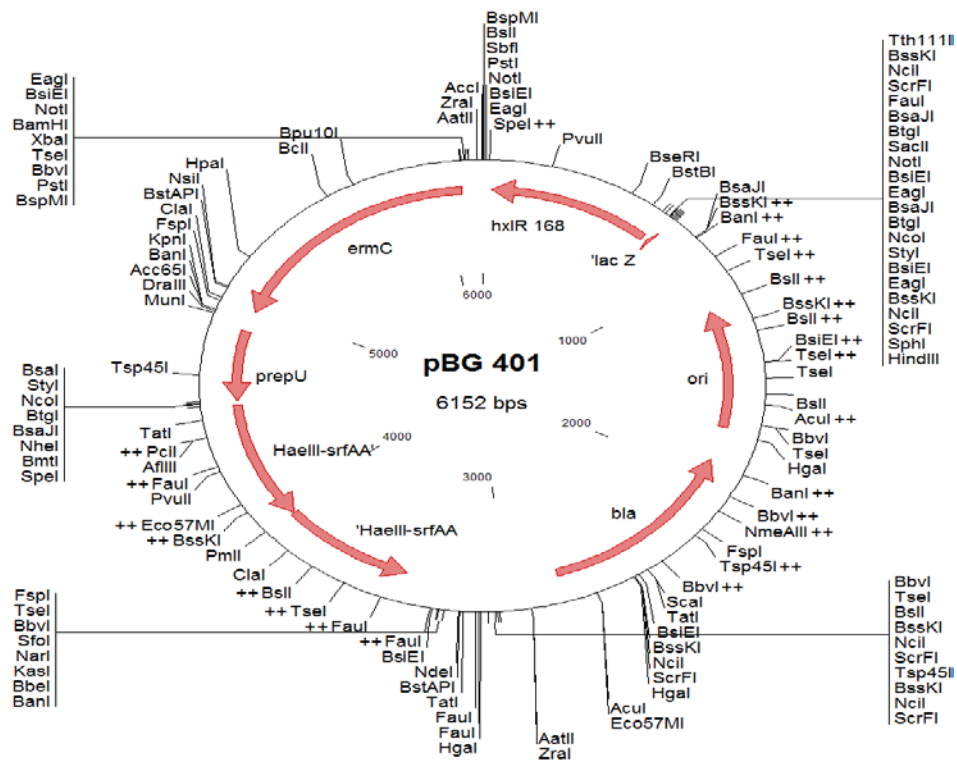 BspMI
BslI
SbfI
PstI
NotI
BsiEI
EagI
SpeI ++
AccI
ZraI
AatII
PvuII
BseRI
BstBI
BsaJI
BssKI ++
BanI ++
FauI ++
TseI ++
BslI ++
BssKI ++
BslI ++
BsiEI ++
TseI ++
TseI
BslI
AcuI ++
BbvI
TseI
HgaI
BanI ++
BbvI ++
NmeAIII ++
FspI
Tsp45I ++
BbvI ++
ScaI
TatI
BsiEI
BssKI
NciI
ScrFI
HgaI
AcuI
Eco57MI
AatII
ZraI
Tth111II
BssKI
NciI
ScrFI
FauI
BsaJI
BtgI
SacII
NotI
BsiEI
EagI
BsaJI
BtgI
NcoI
StyI
BsiEI
EagI
BssKI
NciI
ScrFI
SphI
HindIII
BbvI
TseI
BslI
BssKI
NciI
ScrFI
Tsp45II
BssKI
NciI
ScrFI
EagI
BsiEI
NotI
BamHI
XbaI
TseI
BbvI
PstI
BspMI
Bpu10I
BclI
HpaI
NsiI
BstAPI
ClaI
FspI
KpnI
BanI
Acc65I
DraIII
MunI
Tsp45I
BsaI
StyI
NcoI
BtgI
BsaJI
NheI
BmtI
SpeI
TatI
++ PciI
AflIII
++ FauI
PvuII
++ Eco57MI
++ BssKI
PmlI
ClaI
++ BslI
++ TseI
++ FauI
++ FauI
BsiEI
NdeI
BstAPI
TatI
FauI
FauI
HgaI
FspI
TseI
BbvI
SfoI
NarI
KasI
BbeI
BanI
hxlR 168
'lac Z
ermC
ori
prepU
HaeIII-srfAA'
'HaeIII-srfAA
bla
6000
1000
2000
3000
4000
5000
pBG 401
6152 bps